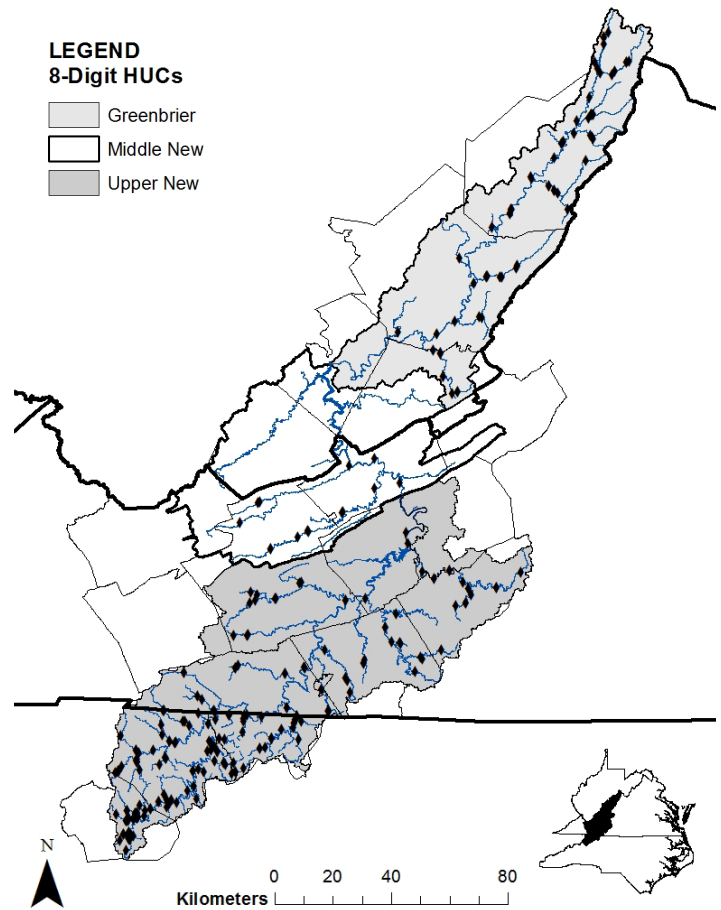 LEGEND
8-Digit HUCs
Greenbrier
Middle New
Upper New
N
0 20 40 80
Kilometers